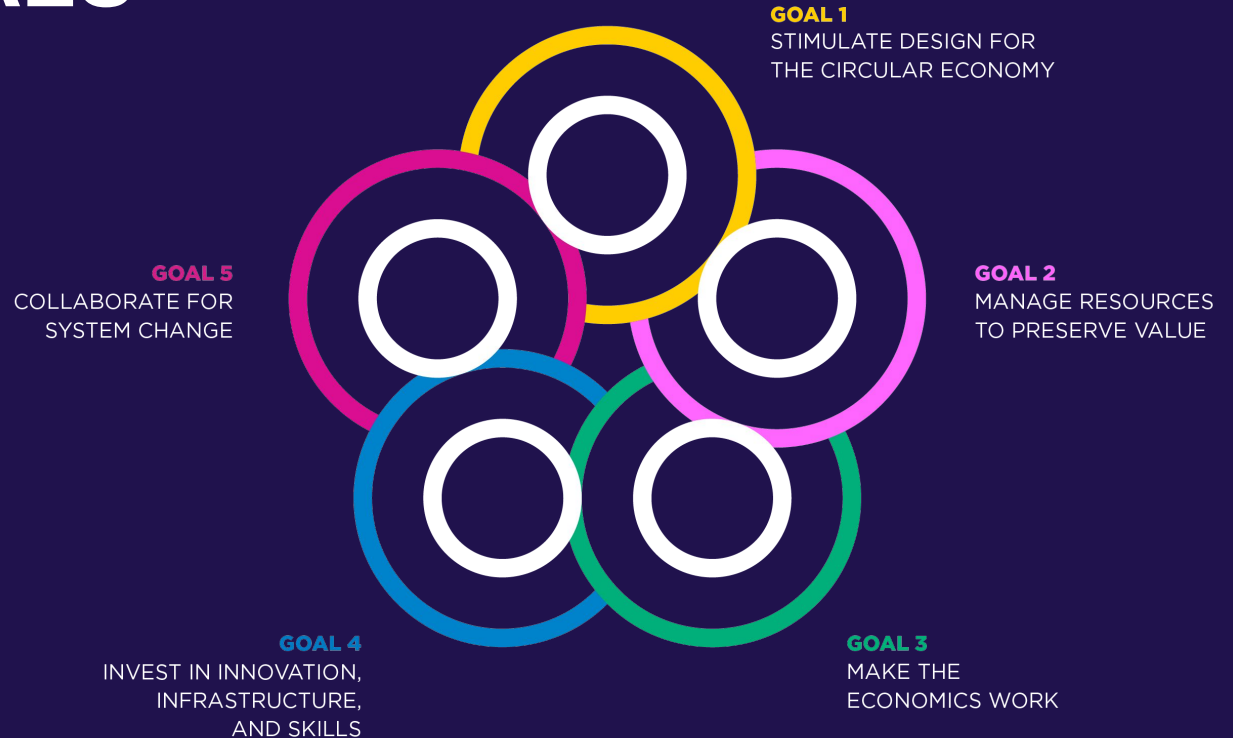 GOAL 1
STIMULATE DESIGN FOR
THE CIRCULAR ECONOMY
GOAL 2
MANAGE RESOURCES
TO PRESERVE VALUE
GOAL 3
MAKE THE
ECONOMICS WORK
GOAL 4
INVEST IN INNOVATION,
INFRASTRUCTURE,
AND SKILLS
GOAL 5
COLLABORATE FOR
SYSTEM CHANGE